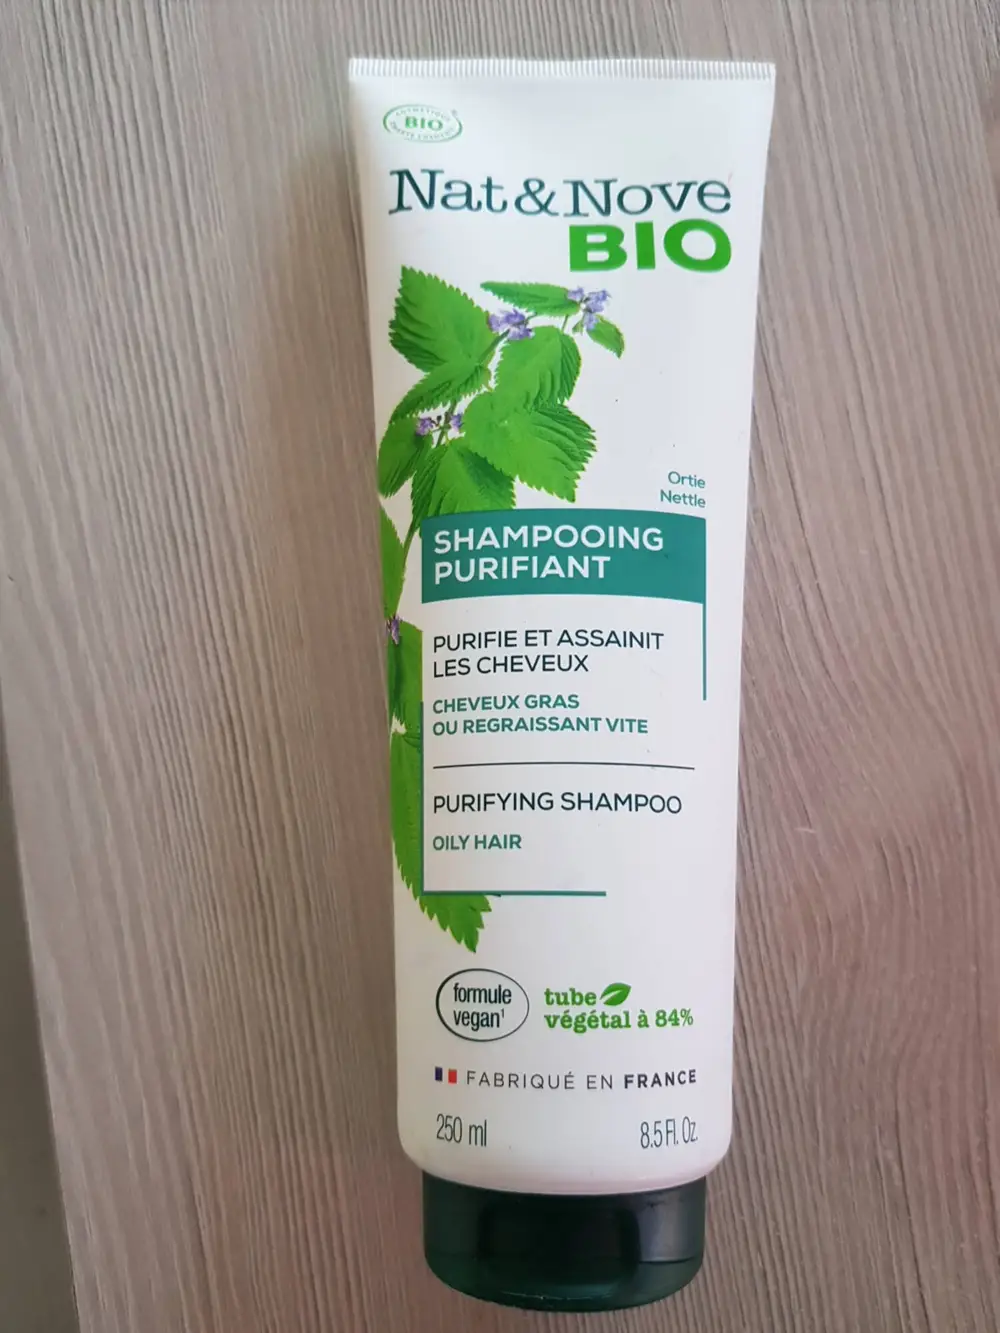 BIO
Nat&Nove
BIO
Ortie
Nettle
SHAMPOOING
PURIFIANT
PURIFIE ET ASSAINIT
LES CHEVEUX
CHEVEUX GRAS
OU REGRAISSANT VITE
PURIFYING SHAMPOO
OILY HAIR
formule
vegan¹
tube
végétal à 84%
FABRIQUÉ EN FRANCE
250 ml
8.5 Fl. Oz.